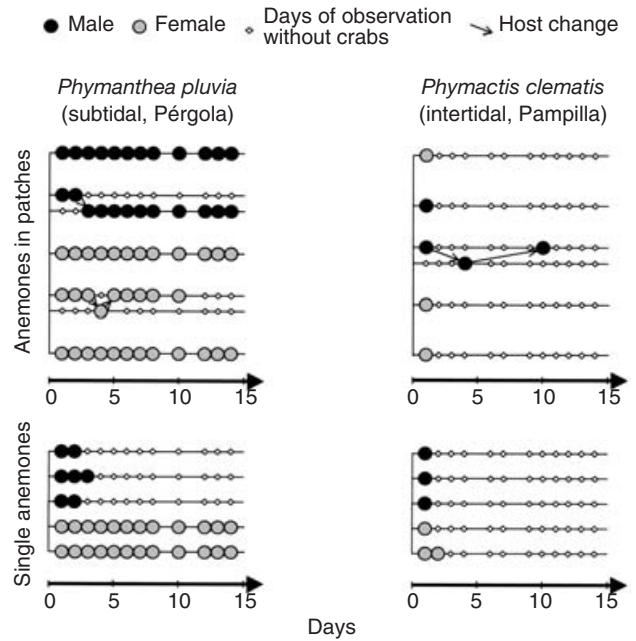 Male
Female
Days of observation
without crabs
Host change
Phymanthea pluvia
(subtidal, Pérgola)
Phymactis clematis
(intertidal, Pampilla)
Anemones in patches
0 5 10 15
0 5 10 15
Single anemones
0 5 10 15
0 5 10 15
Days